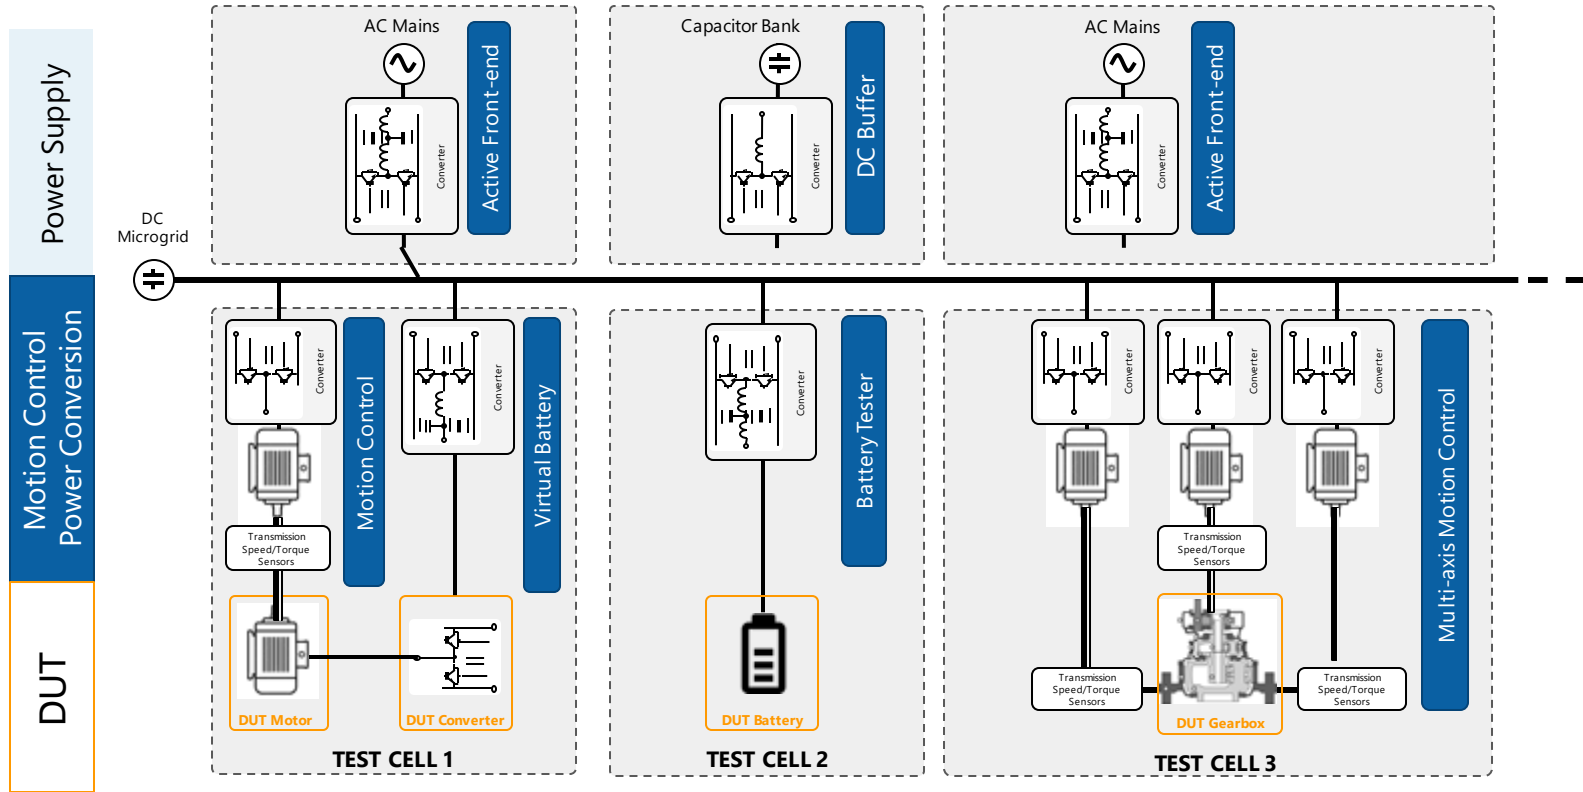 Power Supply
Motion Control
Power Conversion
DUT
DC
Microgrid
AC Mains
Converter
Active Front-end
Capacitor Bank
Converter
DC Buffer
AC Mains
Converter
Active Front-end
Converter
Motion Control
Converter
Virtual Battery
Transmission
Speed/Torque
Sensors
DUT Motor
DUT Converter
TEST CELL 1
Converter
Battery Tester
DUT Battery
TEST CELL 2
Converter
Converter
Converter
Multi-axis Motion Control
Transmission
Speed/Torque
Sensors
Transmission
Speed/Torque
Sensors
Transmission
Speed/Torque
Sensors
DUT Gearbox
TEST CELL 3